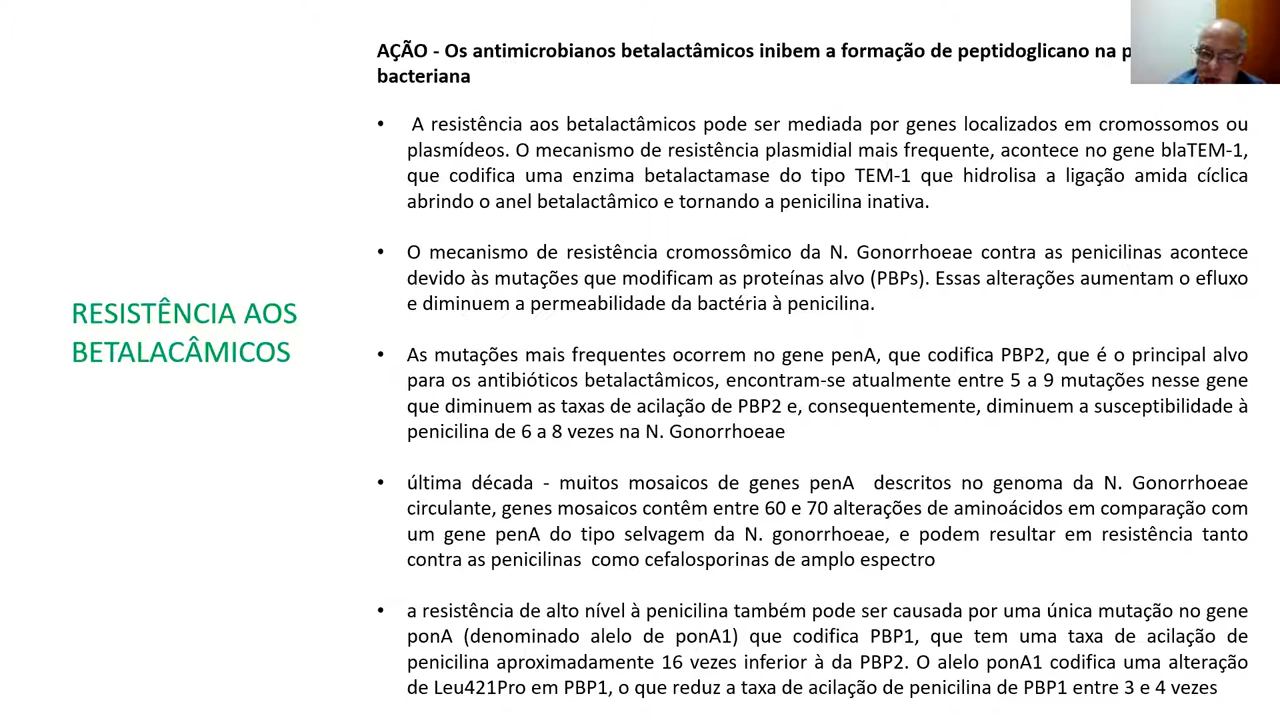 AÇÃO - Os antimicrobianos betalactâmicos inibem a formação de peptidoglicano na
bacteriana
• A resistência aos betalactâmicos pode ser mediada por genes localizados em cromossomos ou
plasmídeos. O mecanismo de resistência plasmidial mais frequente, acontece no gene blaTEM-1,
que codifica uma enzima betalactamase do tipo TEM-1 que hidrolisa a ligação amida cíclica
abrindo o anel betalactâmico e tornando a penicilina inativa.
• O mecanismo de resistência cromossômico da N. Gonorrhoeae contra as penicilinas acontece
devido às mutações que modificam as proteínas alvo (PBPs). Essas alterações aumentam o efluxo
e diminuem a permeabilidade da bactéria à penicilina.
RESISTÊNCIA AOS
BETALACÂMICOS
• As mutações mais frequentes ocorrem no gene penA, que codifica PBP2, que é o principal alvo
para os antibióticos betalactâmicos, encontram-se atualmente entre 5 a 9 mutações nesse gene
que diminuem as taxas de acilação de PBP2 e, consequentemente, diminuem a susceptibilidade à
penicilina de 6 a 8 vezes na N. Gonorrhoeae
• última década - muitos mosaicos de genes penA descritos no genoma da N. Gonorrhoeae
circulante, genes mosaicos contêm entre 60 e 70 alterações de aminoácidos em comparação com
um gene penA do tipo selvagem da N. gonorrhoeae, e podem resultar em resistência tanto
contra as penicilinas como cefalosporinas de amplo espectro
• a resistência de alto nível à penicilina também pode ser causada por uma única mutação no gene
ponA (denominado alelo de ponA1) que codifica PBP1, que tem uma taxa de acilação de
penicilina aproximadamente 16 vezes inferior à da PBP2. O alelo ponA1 codifica uma alteração
de Leu421Pro em PBP1, o que reduz a taxa de acilação de penicilina de PBP1 entre 3 e 4 vezes